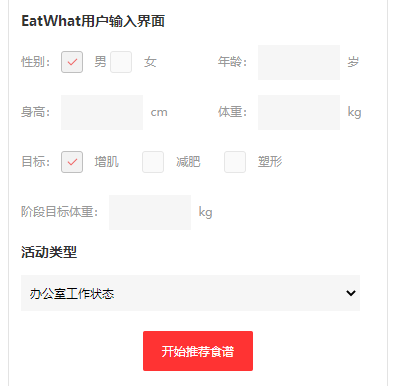 EatWhat用户输入界面
性别： 男 女 年龄： 岁
身高： cm 体重： kg
目标： 增肌 减肥 塑形
阶段目标体重： kg
活动类型
办公室工作状态
开始推荐食谱